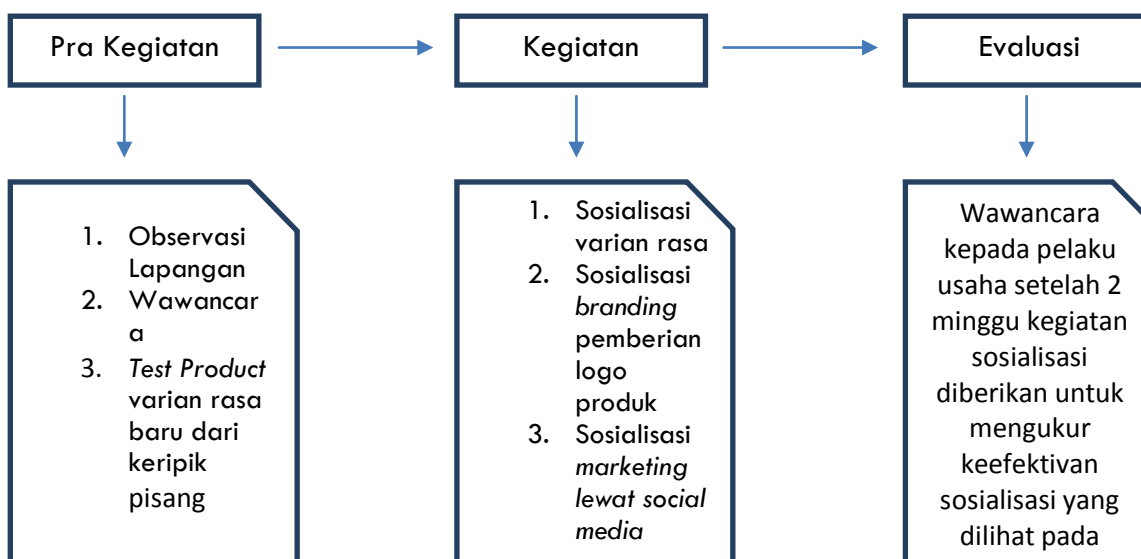 Pra Kegiatan
Kegiatan
Evaluasi
1. Observasi
Lapangan
2. Wawancar
a
3. Test Product
varian rasa
baru dari
keripik
pisang
1. Sosialisasi
varian rasa
2. Sosialisasi
branding
pemberian
logo
produk
3. Sosialisasi
marketing
lewat social
media
Wawancara
kepada pelaku
usaha setelah 2
minggu kegiatan
sosialisasi
diberikan untuk
mengukur
keefektivan
sosialisasi yang
dilihat pada